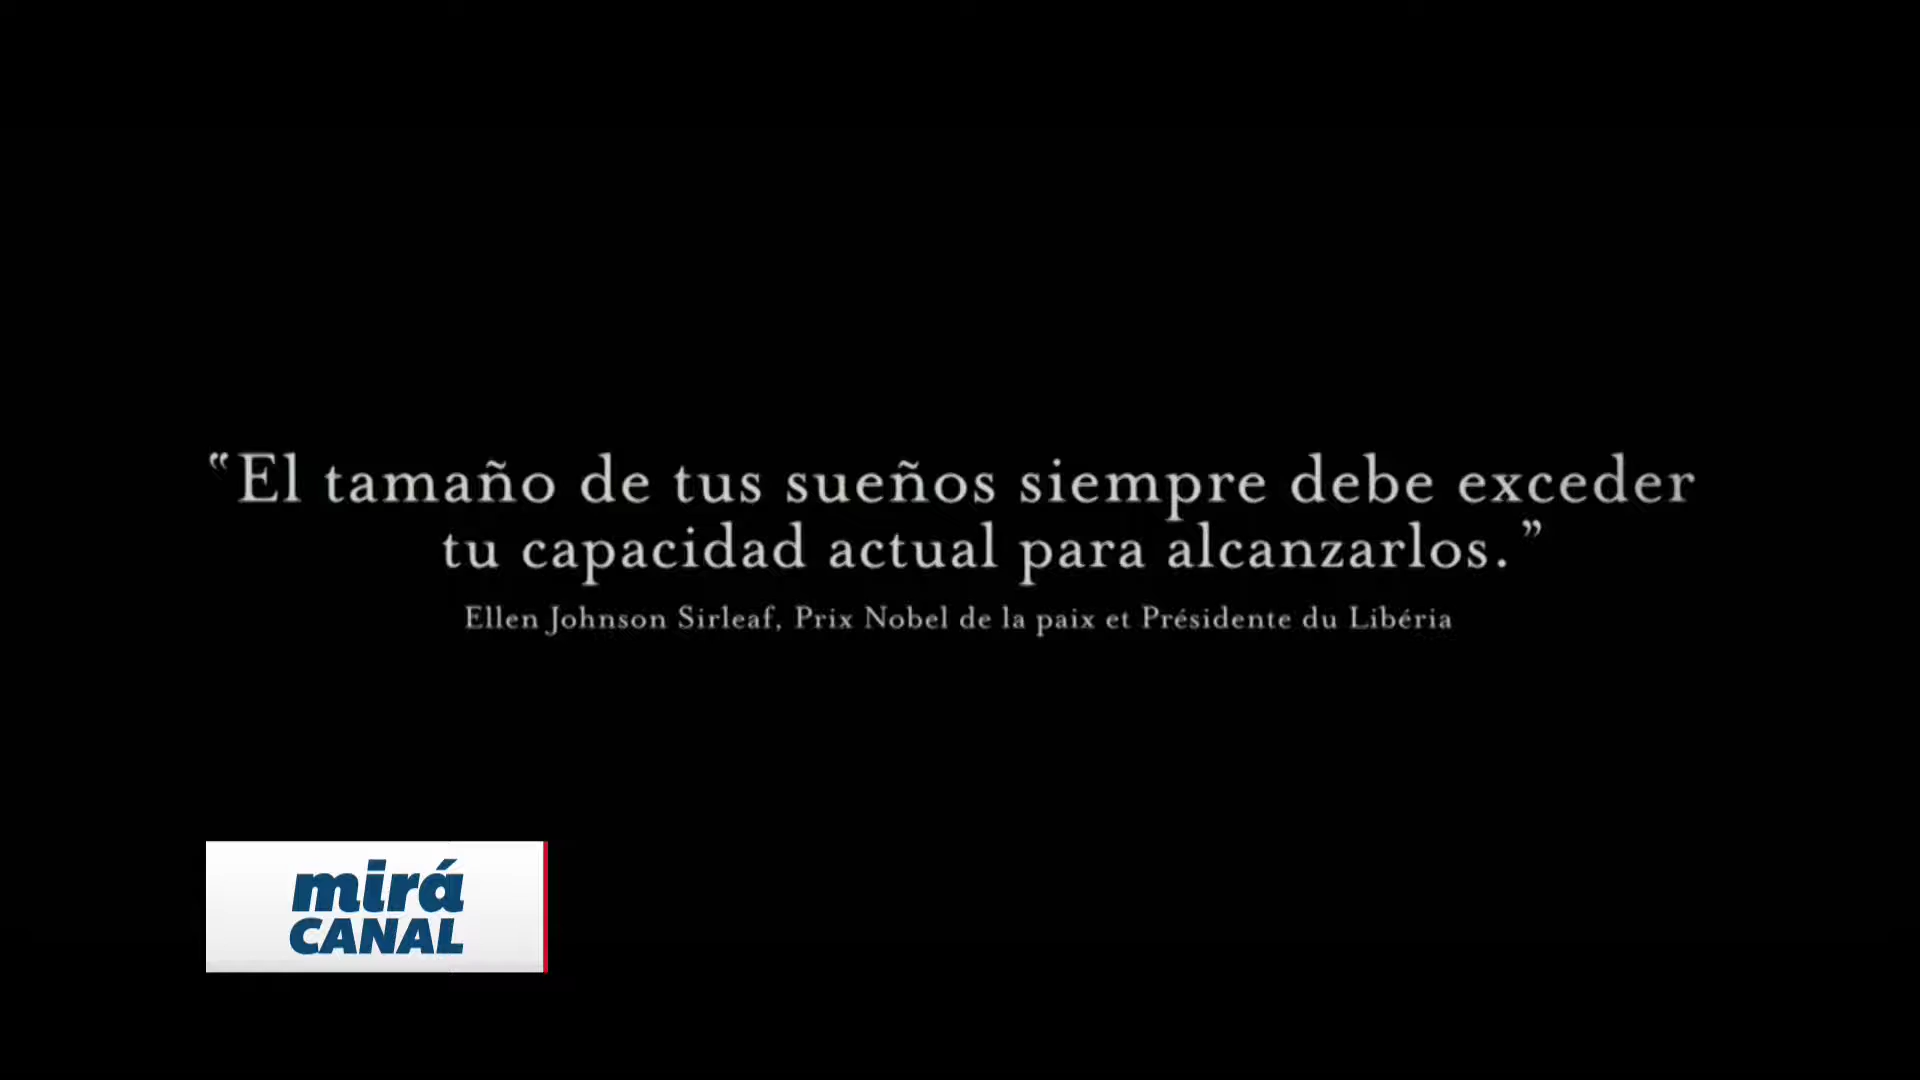 “El tamaño de tus sueños siempre debe exceder
tu capacidad actual para alcanzarlos.”
Ellen Johnson Sirleaf, Prix Nobel de la paix et Présidente du Libéria
mirá
CANAL